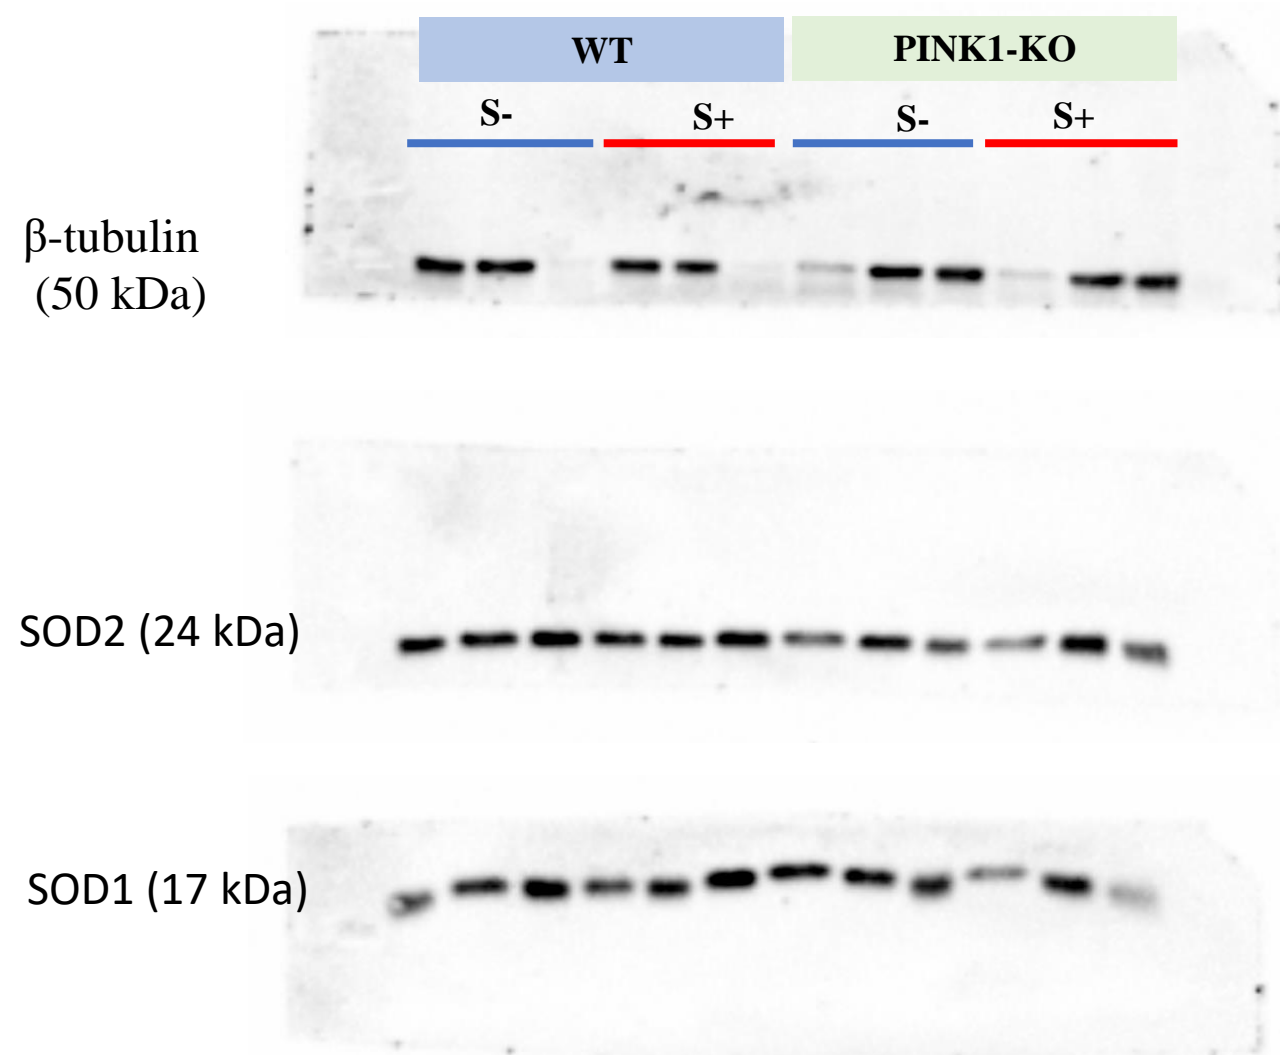 WT
PINK1-KO
S-
S+
S-
S+
β-tubulin
(50 kDa)
SOD2 (24 kDa)
SOD1 (17 kDa)